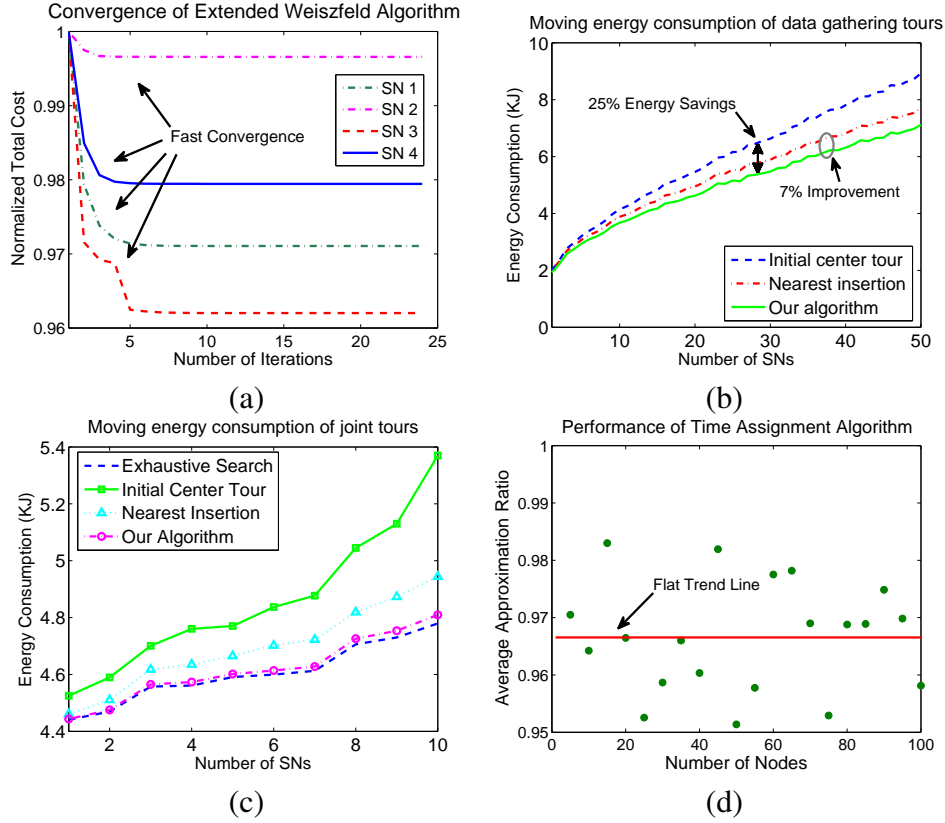 Convergence of Extended Weiszfeld Algorithm
1
0.99
0.98
0.97
0.96
Normalized Total Cost
SN 1
SN 2
SN 3
SN 4
Fast Convergence
5
10
15
20
25
Number of Iterations
(a)
Moving energy consumption of data gathering tours
10
8
6
4
2
0
Energy Consumption (KJ)
25% Energy Savings
7% Improvement
Initial center tour
Nearest insertion
Our algorithm
10
20
30
40
50
Number of SNs
(b)
Moving energy consumption of joint tours
5.4
5.2
5
4.8
4.6
4.4
Energy Consumption (KJ)
Exhaustive Search
Initial Center Tour
Nearest Insertion
Our Algorithm
2
4
6
8
10
Number of SNs
(c)
Performance of Time Assignment Algorithm
1
0.99
0.98
0.97
0.96
0.95
Average Approximation Ratio
Flat Trend Line
0
20
40
60
80
100
Number of Nodes
(d)